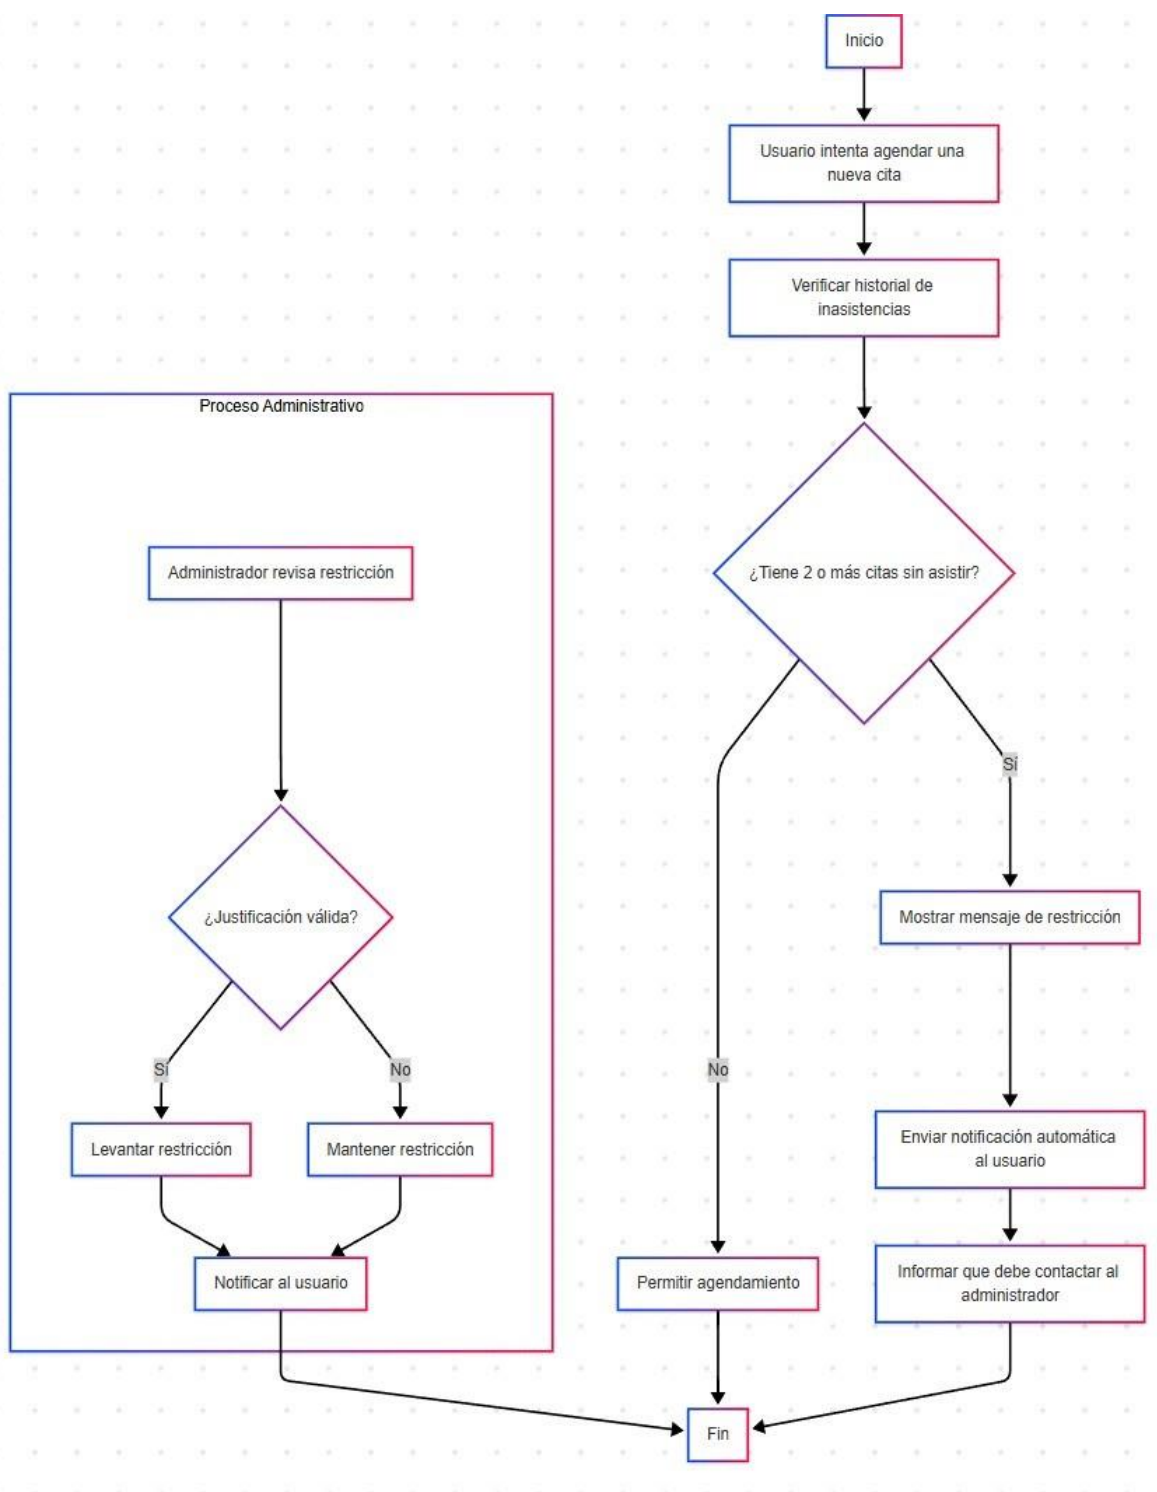 Inicio
Usuario intenta agendar una
nueva cita
Verificar historial de
inasistencias
¿Tiene 2 o más citas sin asistir?
Sí
No
Mostrar mensaje de restricción
Enviar notificación automática
al usuario
Informar que debe contactar al
administrador
Permitir agendamiento
Proceso Administrativo
Administrador revisa restricción
¿Justificación válida?
Sí
No
Levantar restricción
Mantener restricción
Notificar al usuario
Fin